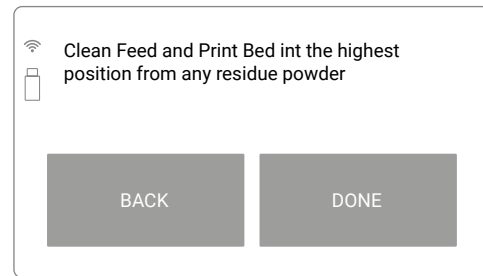 Clean Feed and Print Bed int the highest
position from any residue powder
BACK
DONE